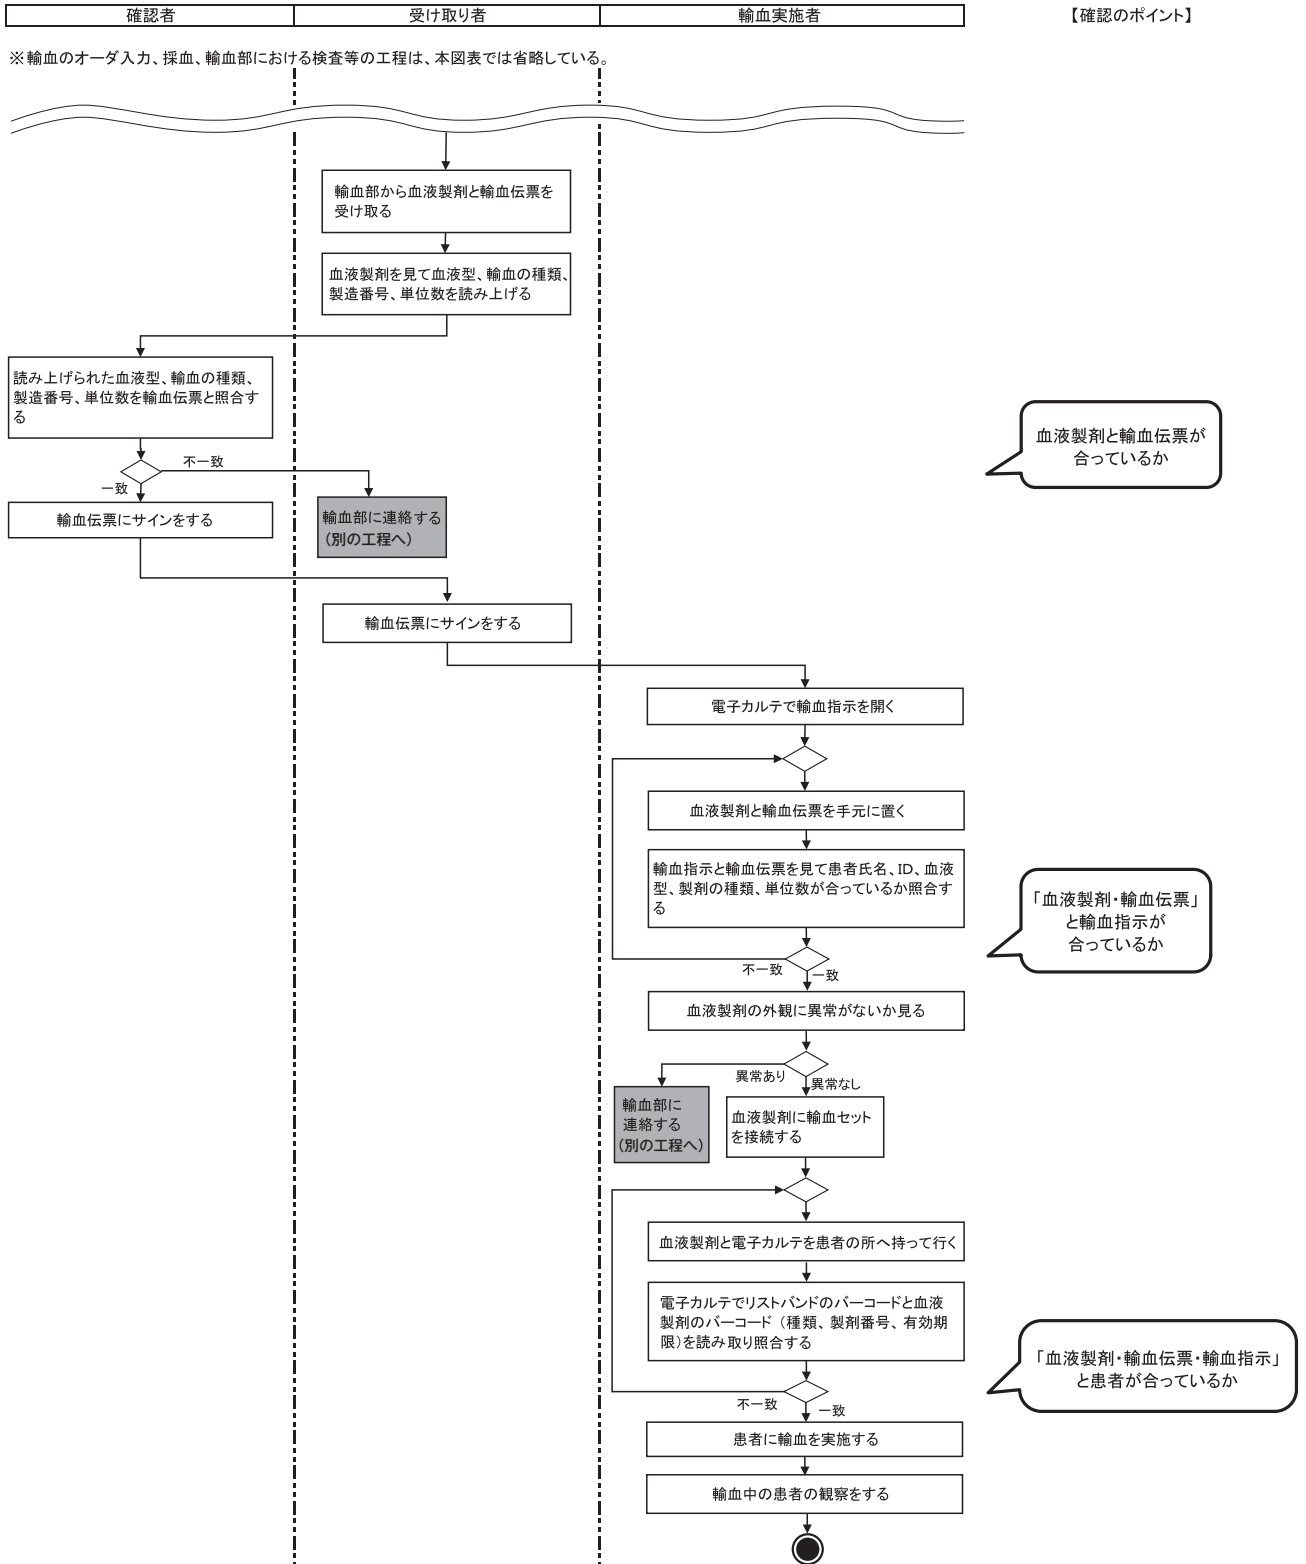 確認者
受け取り者
輸血実施者
【確認のポイント】
※輸血のオーダ入力、採血、輸血部における検査等の工程は、本図表では省略している。
輸血部から血液製剤と輸血伝票を
受け取る
血液製剤を見て血液型、輸血の種類、
製造番号、単位数を読み上げる
読み上げられた血液型、輸血の種類、
製造番号、単位数を輸血伝票と照合す
る
血液製剤と輸血伝票が
合っているか
不一致
一致
輸血伝票にサインをする
輸血部に連絡する
（別の工程へ）
輸血伝票にサインをする
電子カルテで輸血指示を開く
血液製剤と輸血伝票を手元に置く
輸血指示と輸血伝票を見て患者氏名、ID、血液
型、製剤の種類、単位数が合っているか照合す
る
「血液製剤・輸血伝票」
と輸血指示が
合っているか
不一致
一致
血液製剤の外観に異常がないか見る
異常あり
異常なし
輸血部に
連絡する
（別の工程へ）
血液製剤に輸血セット
を接続する
血液製剤と電子カルテを患者の所へ持って行く
電子カルテでリストバンドのバーコードと血液
製剤のバーコード（種類、製剤番号、有効期
限）を読み取り照合する
「血液製剤・輸血伝票・輸血指示」
と患者が合っているか
不一致
一致
患者に輸血を実施する
輸血中の患者の観察をする